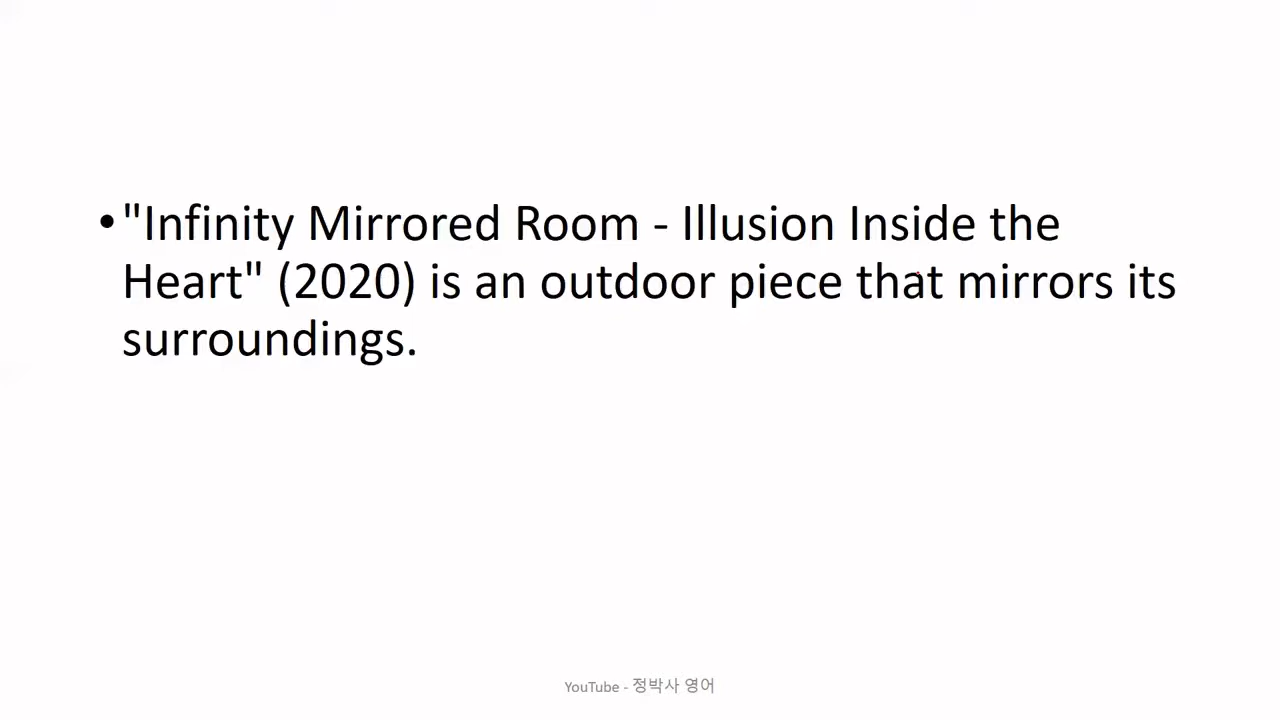 •"Infinity Mirrored Room - Illusion Inside the
Heart" (2020) is an outdoor piece that mirrors its
surroundings.
YouTube - 정박사 영어